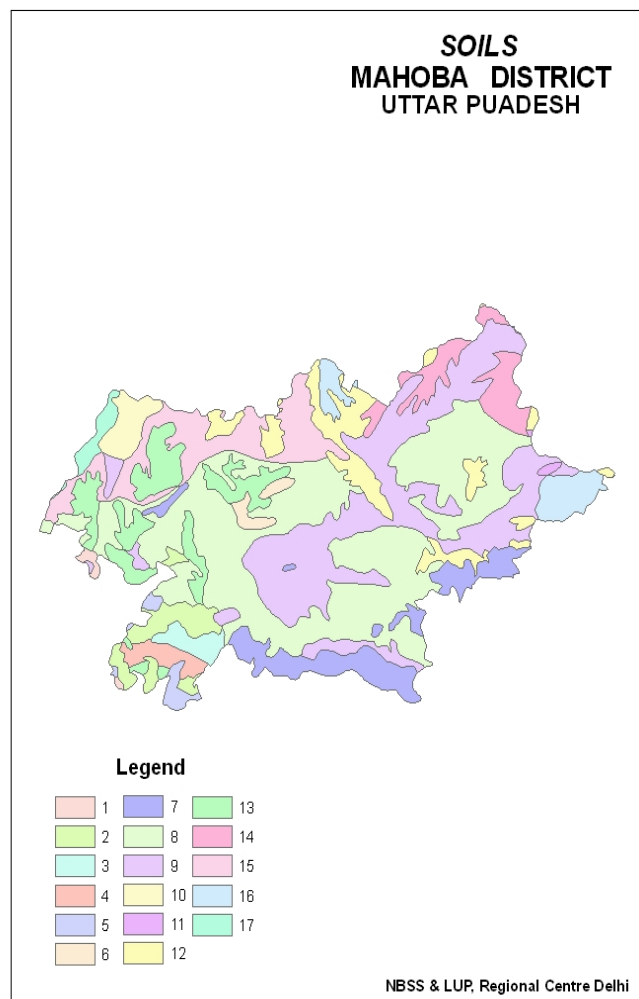 SOILS
MAHOBA DISTRICT
UTTAR PUADESH
Legend
1 7 13
2 8 14
3 9 15
4 10 16
5 11 17
6 12
NBSS & LUP, Regional Centre Delhi